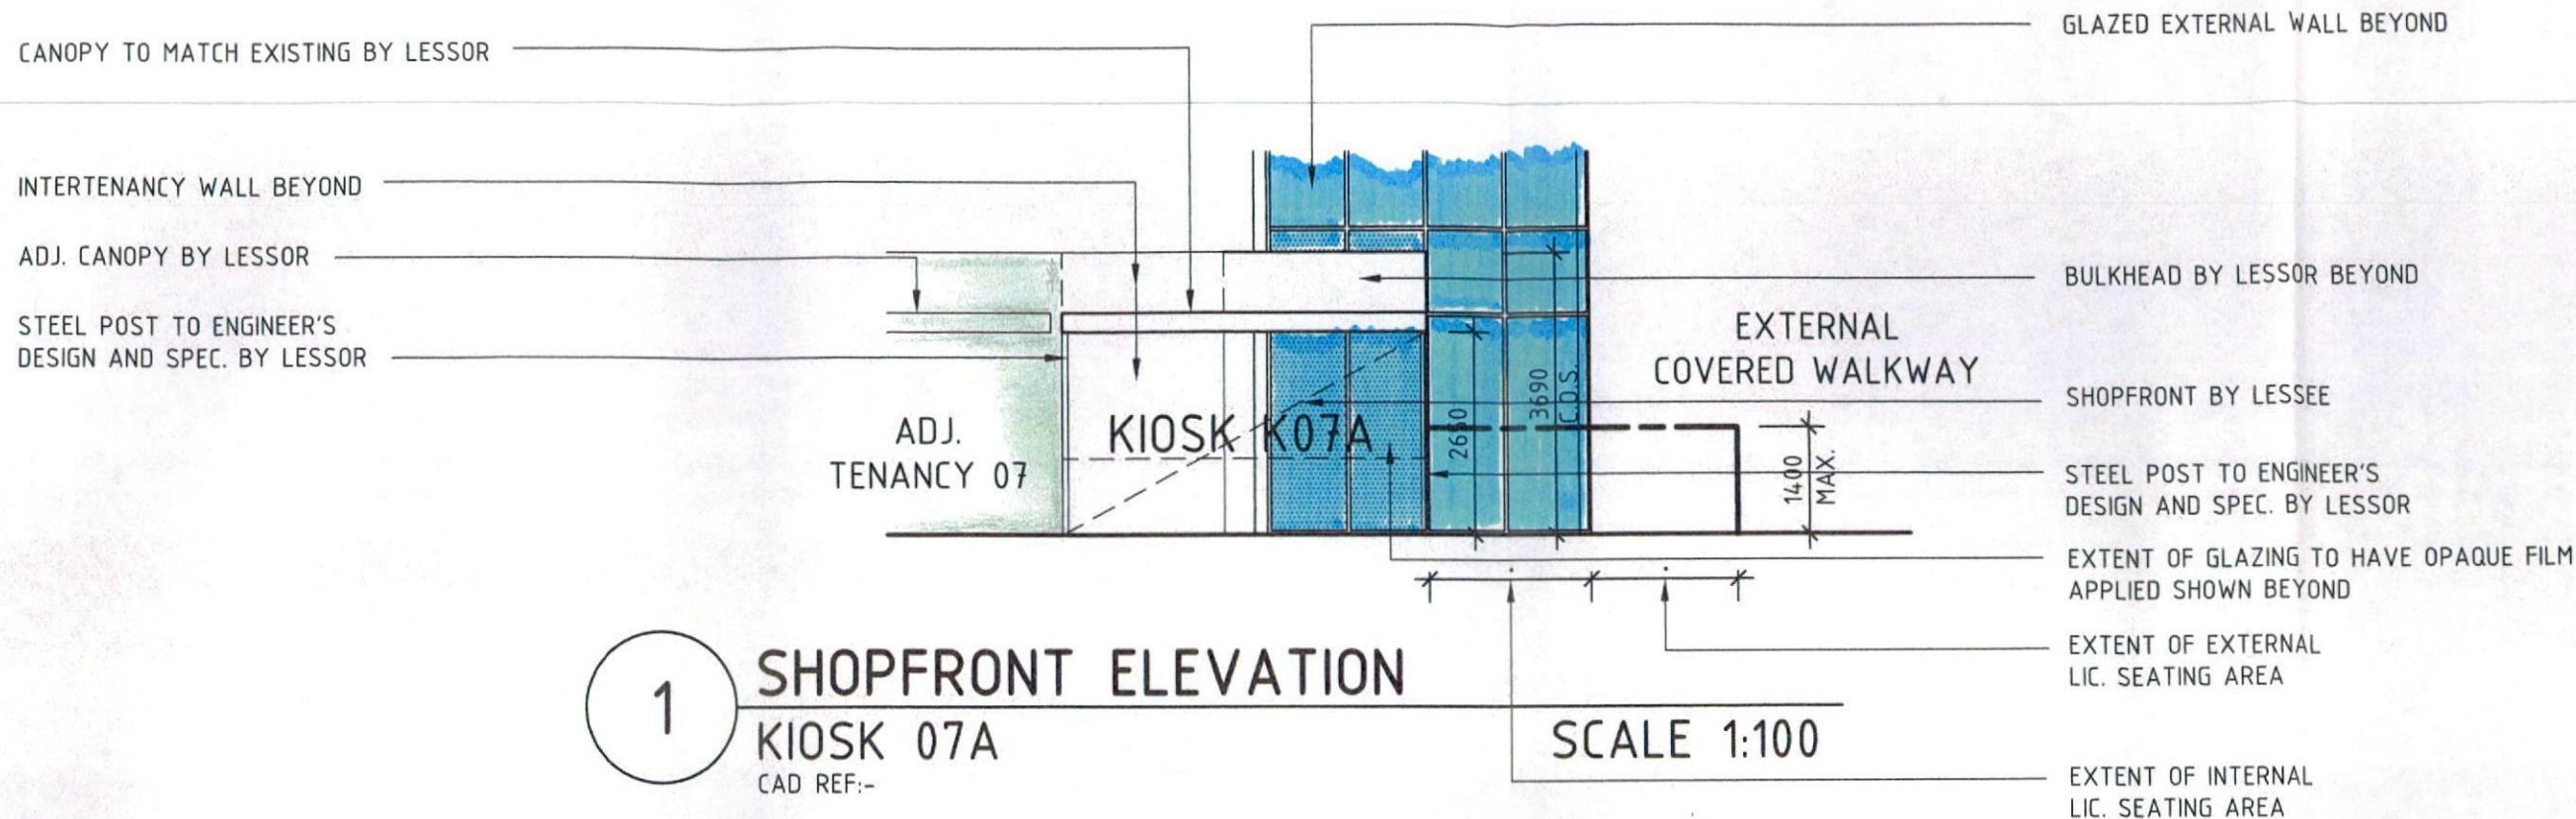 CANOPY TO MATCH EXISTING BY LESSOR
INTERTENANCY WALL BEYOND
ADJ. CANOPY BY LESSOR
STEEL POST TO ENGINEER'S
DESIGN AND SPEC. BY LESSOR
ADJ.
TENANCY 07
KIOSK K07A
2650
3690
C.O.S.
EXTERNAL
COVERED WALKWAY
1400
MAX.
GLAZED EXTERNAL WALL BEYOND
BULKHEAD BY LESSOR BEYOND
SHOPFRONT BY LESSEE
STEEL POST TO ENGINEER'S
DESIGN AND SPEC. BY LESSOR
EXTENT OF GLAZING TO HAVE OPAQUE FILM
APPLIED SHOWN BEYOND
EXTENT OF EXTERNAL
LIC. SEATING AREA
EXTENT OF INTERNAL
LIC. SEATING AREA
1
SHOPFRONT ELEVATION
KIOSK 07A
SCALE 1:100
CAD REF:-